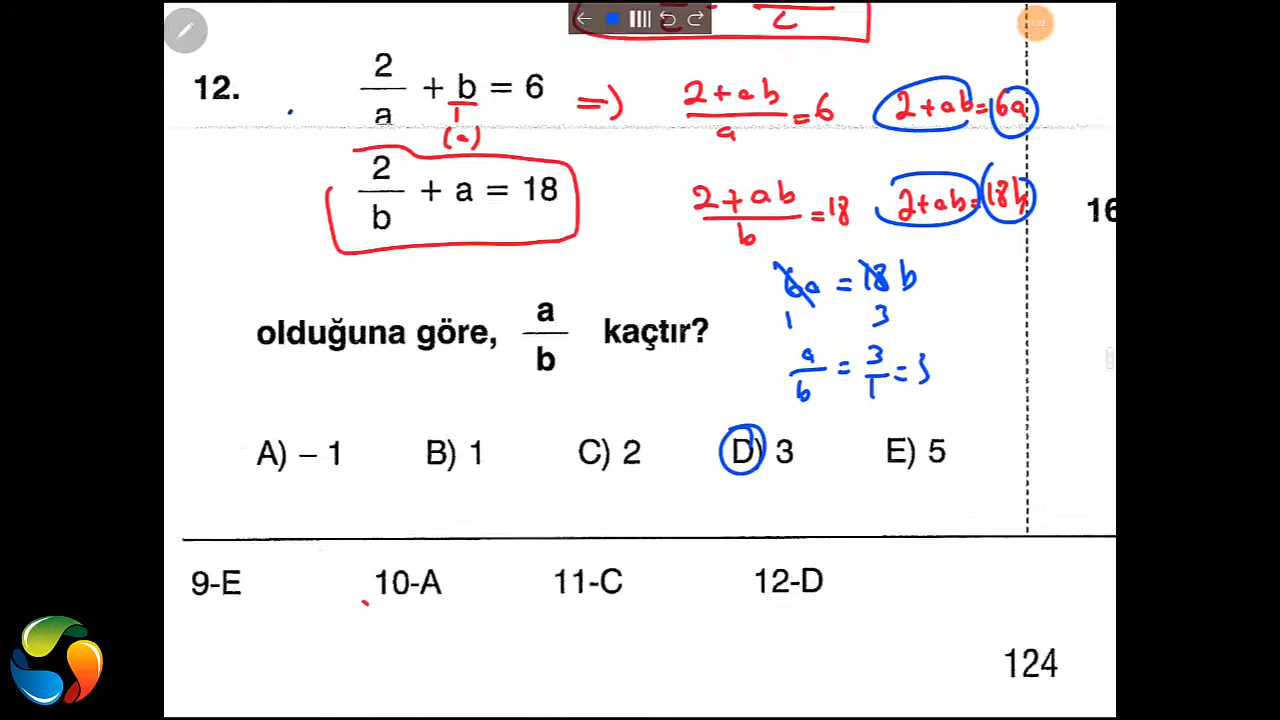 12. 2/a + b = 6 => 2+ab/a = 6 2+ab=6a
1
(a)
2/b + a = 18 2+ab/b = 18 2+ab=18b
16
6a = 18b
1 3
olduğuna göre, a/b kaçtır?
a/b = 3/1 = 3
A) – 1 B) 1 C) 2 D) 3 E) 5
9-E 10-A 11-C 12-D
124